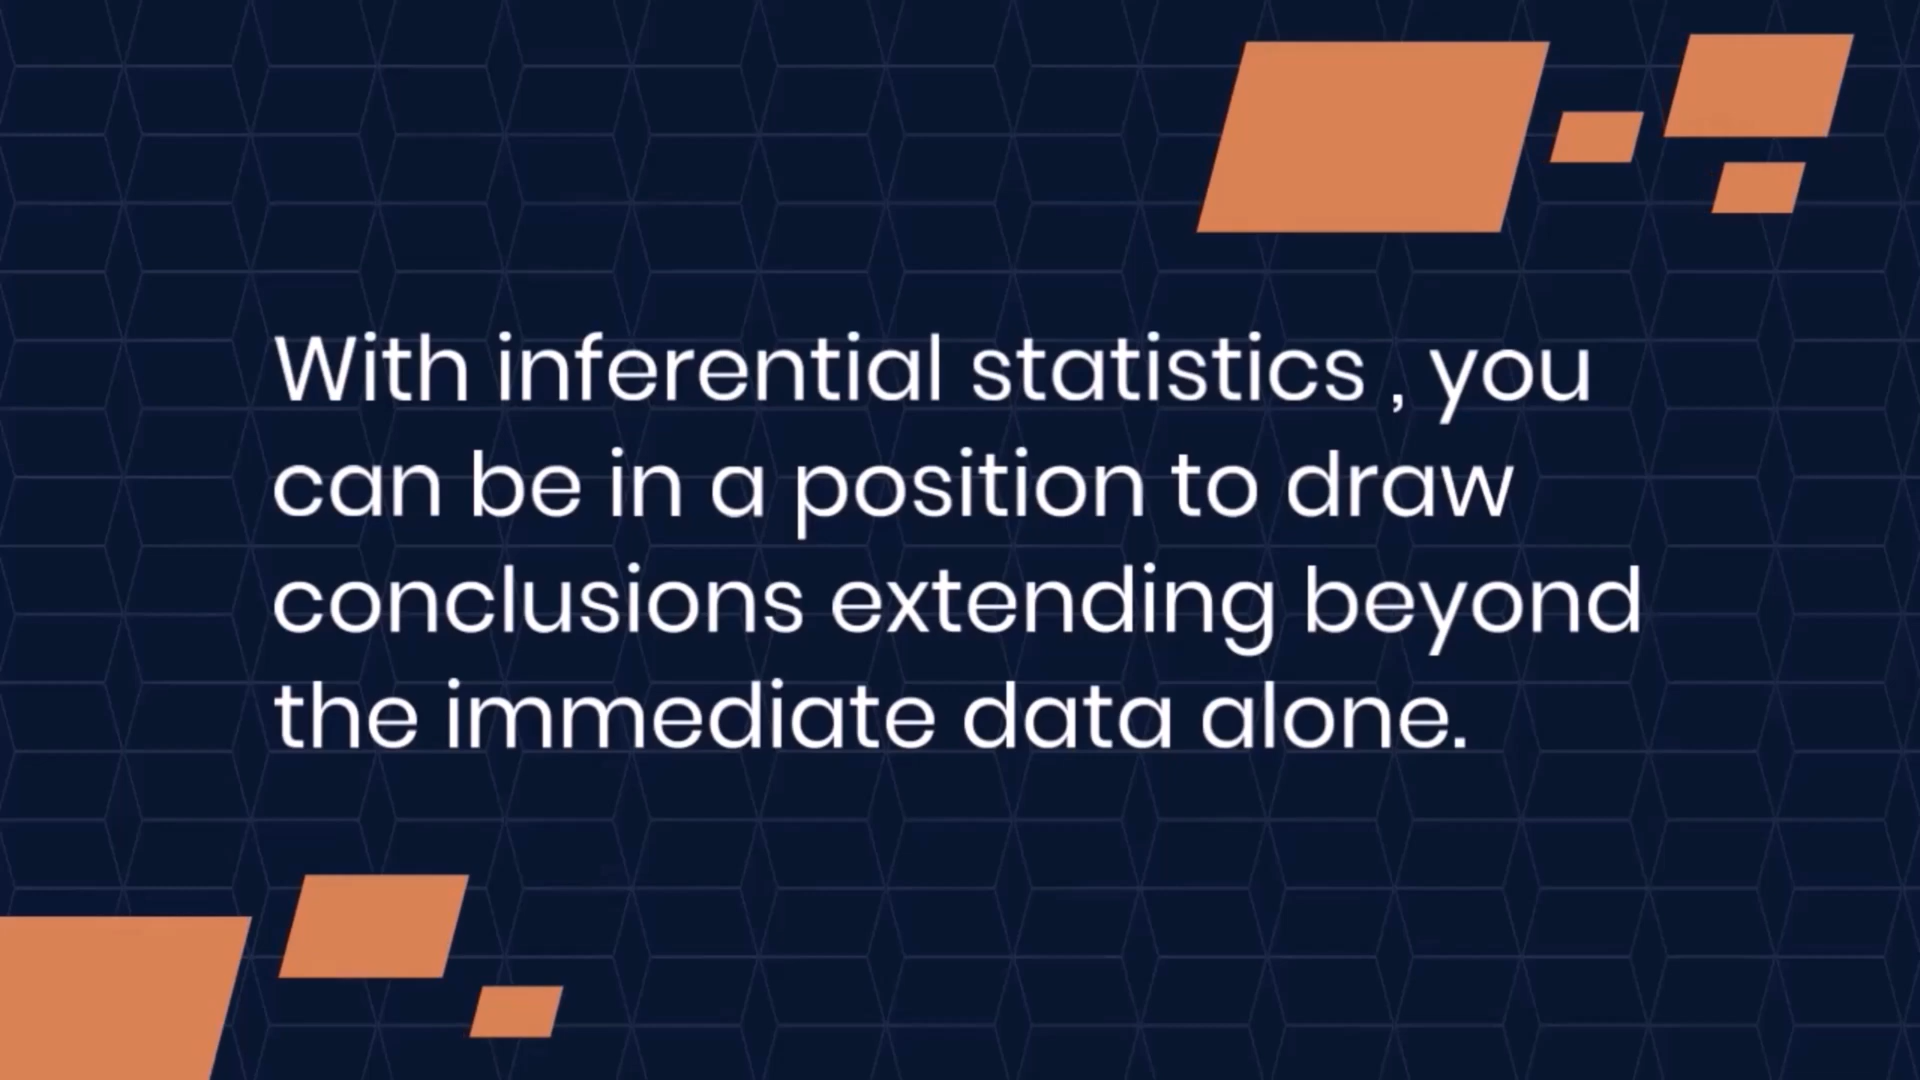 With inferential statistics , you
can be in a position to draw
conclusions extending beyond
the immediate data alone.